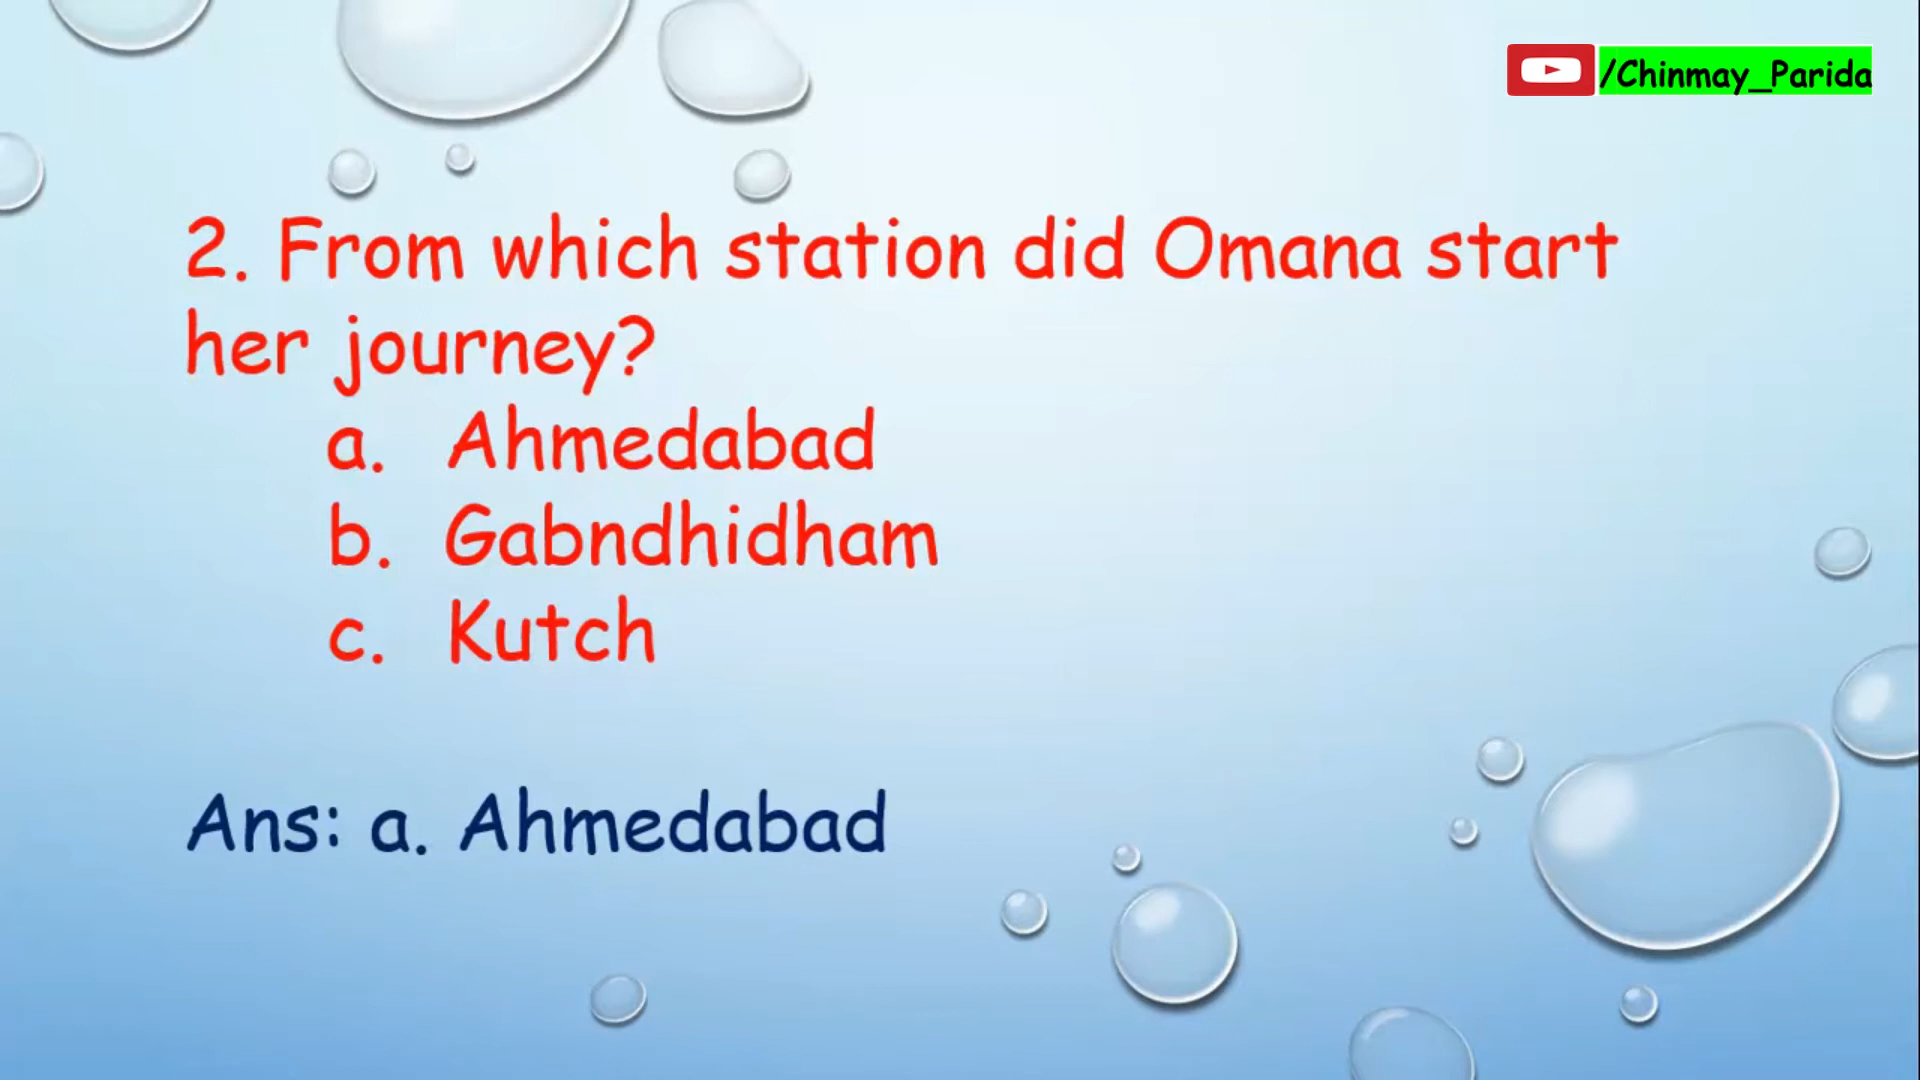 /Chinmay_Parida
2. From which station did Omana start
her journey?
a. Ahmedabad
b. Gabndhidham
c. Kutch
Ans: a. Ahmedabad